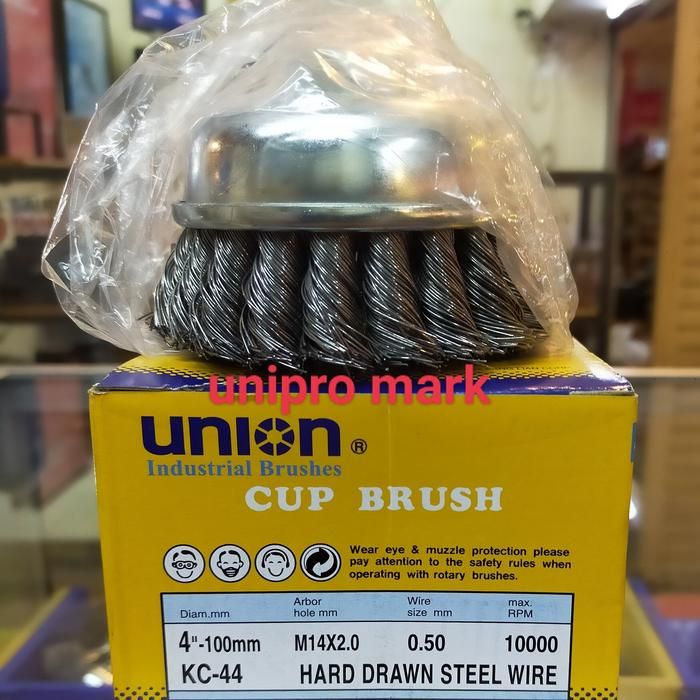 unipro mark
union ®
Industrial Brushes
CUP BRUSH
Wear eye & muzzle protection please
pay attention to the safety rules when
operating with rotary brushes.
Diam.mm Arbor hole mm Wire size mm max. RPM
4"-100mm M14X2.0 0.50 10000
KC-44 HARD DRAWN STEEL WIRE